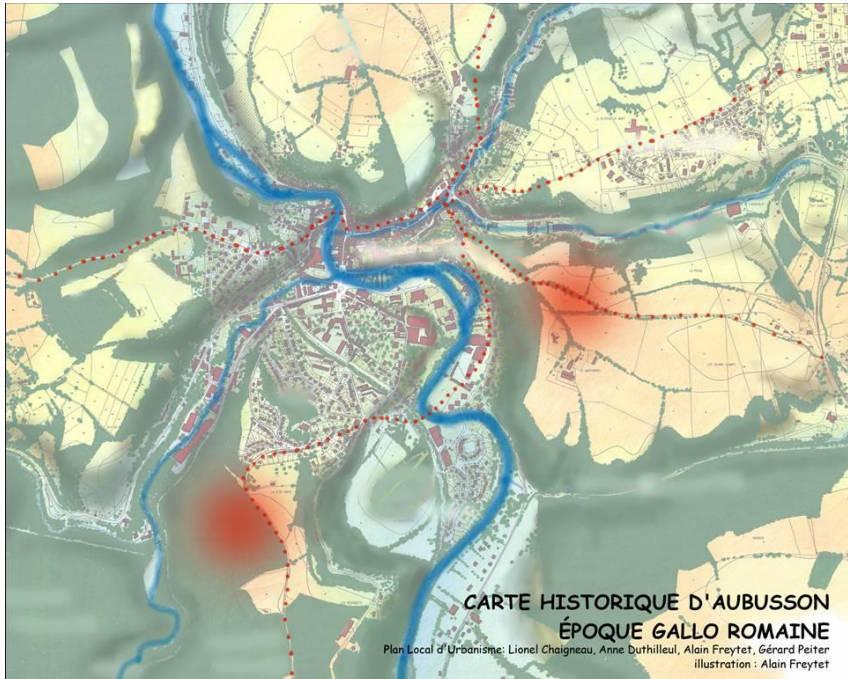 CARTE HISTORIQUE D'AUBUSSON
ÉPOQUE GALLO ROMAINE
Plan Local d'Urbanisme: Lionel Chaigneau, Anne Duthilleul, Alain Freytet, Gérard Peiter
illustration : Alain Freytet